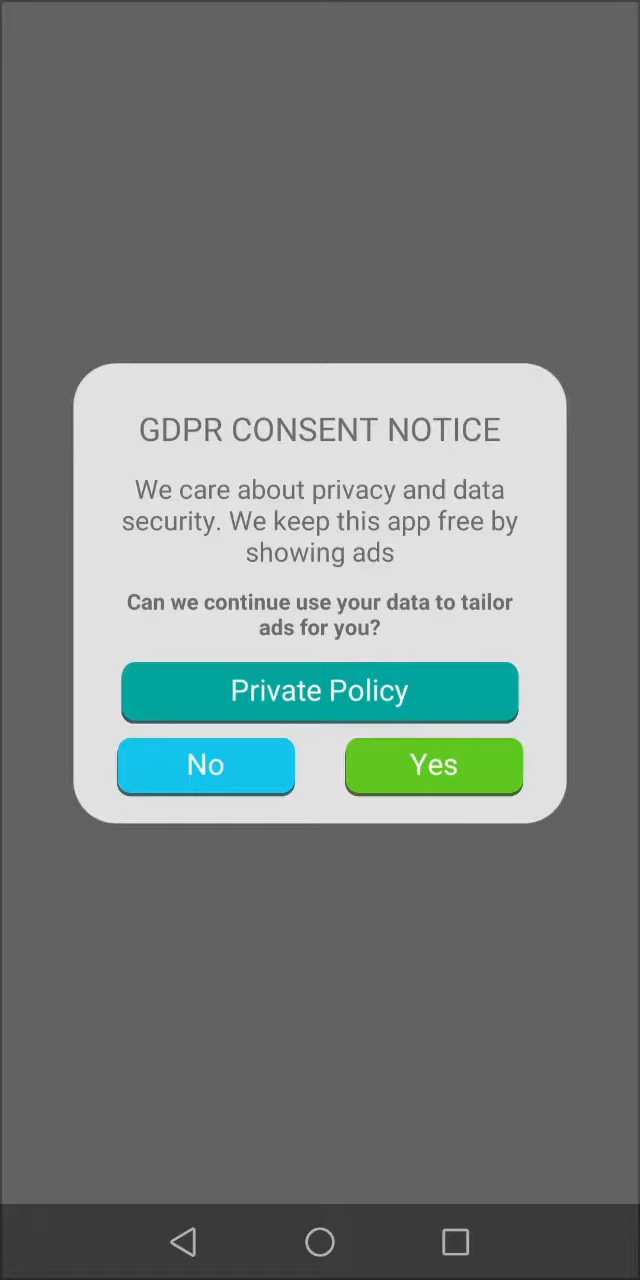 GDPR CONSENT NOTICE
We care about privacy and data
security. We keep this app free by
showing ads
Can we continue use your data to tailor
ads for you?
Private Policy
No
Yes